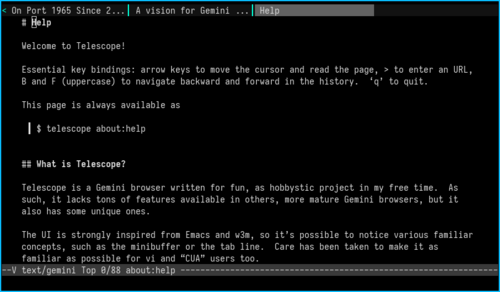 < On Port 1965 Since 2... A vision for Gemini ... Help
# Help
Welcome to Telescope!
Essential key bindings: arrow keys to move the cursor and read the page, > to enter an URL,
B and F (uppercase) to navigate backward and forward in the history.  ‘q’ to quit.
This page is always available as
$ telescope about:help
## What is Telescope?
Telescope is a Gemini browser written for fun, as hobbystic project in my free time.  As
such, it lacks tons of features available in others, more mature Gemini browsers, but it
also has some unique ones.
The UI is strongly inspired from Emacs and w3m, so it’s possible to notice various familiar
concepts, such as the minibuffer or the tab line.  Care has been taken to make it as
familiar as possible for vi and “CUA” users too.
--V text/gemini Top 0/88 about:help --------------------------------------------------------